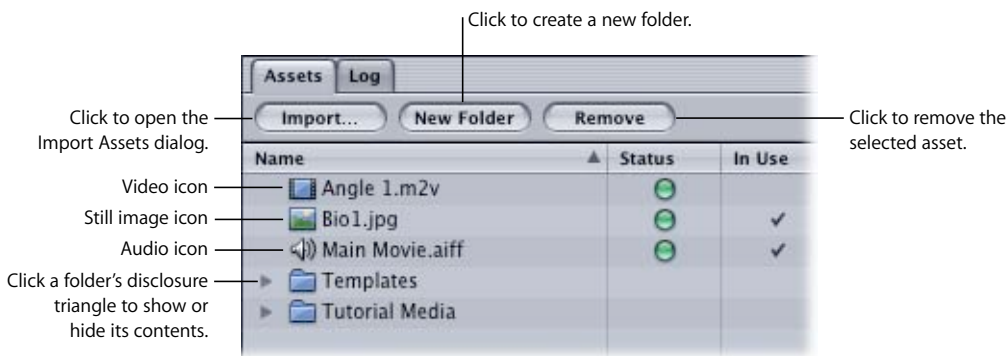 Click to create a new folder.
Assets Log
Click to open the
Import Assets dialog.
Import... New Folder Remove
Click to remove the
selected asset.
Name Status In Use
Video icon
Angle 1.m2v
Still image icon
Bio1.jpg
Audio icon
Main Movie.aiff
Click a folder's disclosure
triangle to show or
hide its contents.
Templates
Tutorial Media